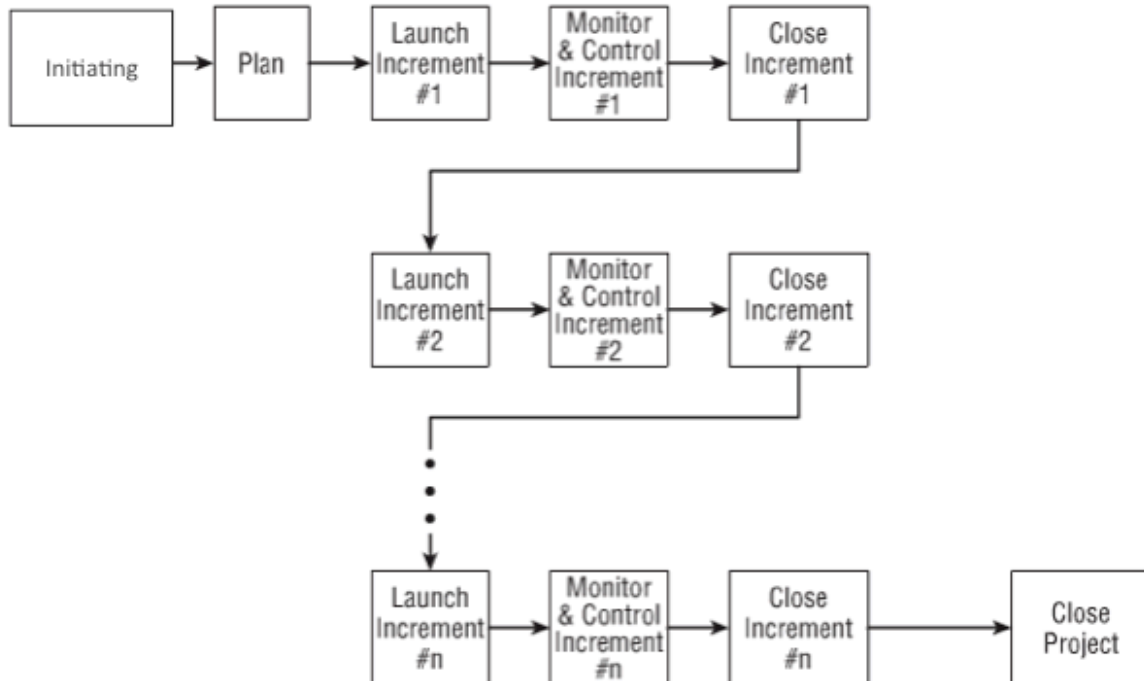 Initiating
Plan
Launch
Increment
#1
Monitor
& Control
Increment
#1
Close
Increment
#1
Launch
Increment
#2
Monitor
& Control
Increment
#2
Close
Increment
#2
Launch
Increment
#n
Monitor
& Control
Increment
#n
Close
Increment
#n
Close
Project